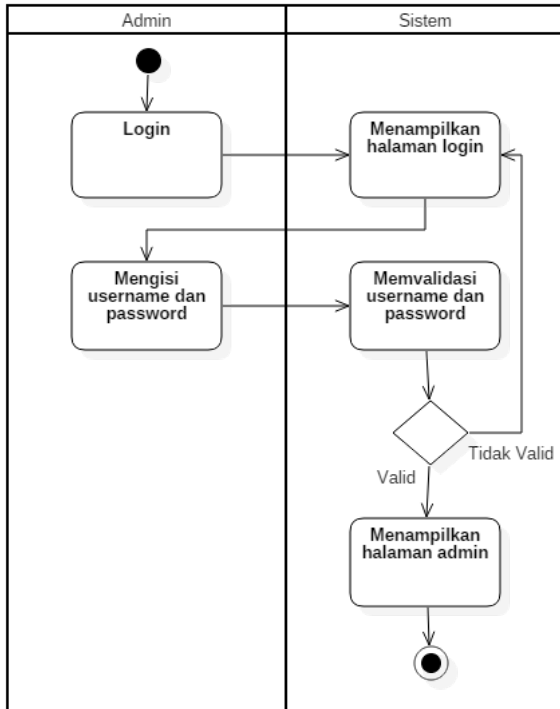 Admin
Sistem
Login
Menampilkan
halaman login
Mengisi
username dan
password
Memvalidasi
username dan
password
Tidak Valid
Valid
Menampilkan
halaman admin